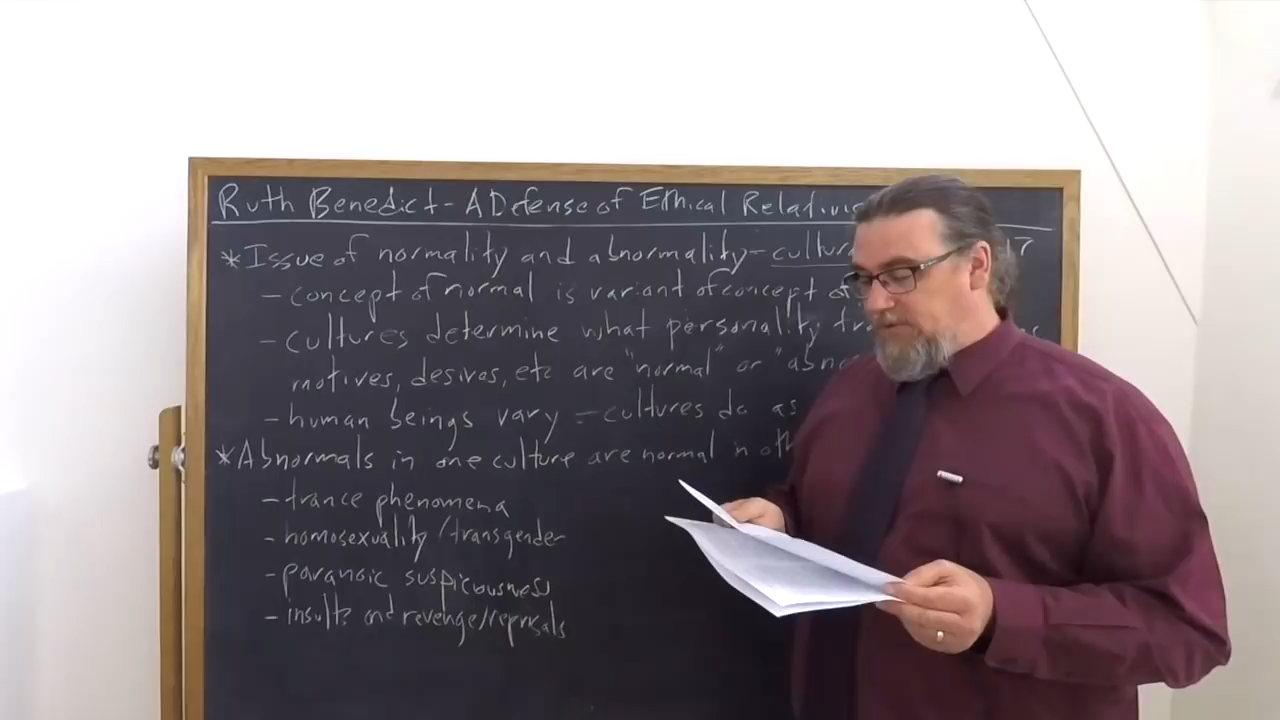 Ruth Benedict - A Defense of Ethical Relativis
*Issue of normality and abnormality - culture 17
- concept of normal is variant of concept of
- cultures determine what personality tr
motives, desires, etc are "normal" or "abno
- human beings vary = cultures do as
*Abnormals in one culture are normal in oth
- trance phenomena
- homosexuality/transgender
- paranoic suspiciousness
- insults and revenge/reprisals